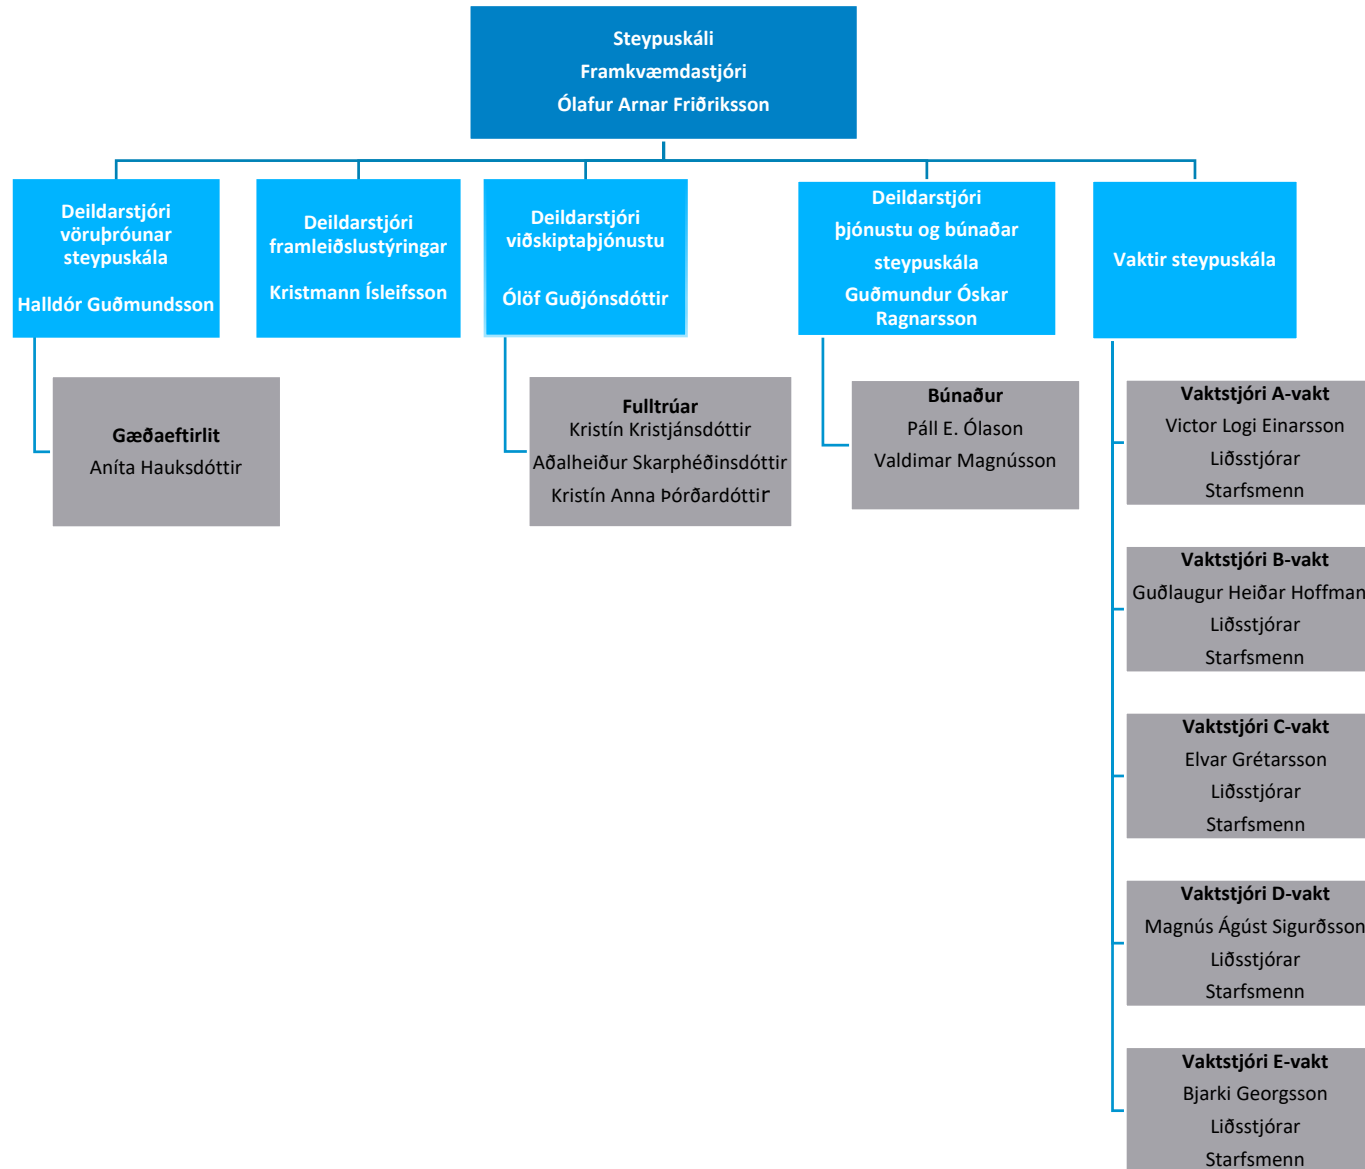 Steypuskáli
Framkvæmdastjóri
Ólafur Arnar Friðriksson
Deildarstjóri
vöruþróunar
steypuskála
Halldór Guðmundsson
Deildarstjóri
framleiðslustýringar
Kristmann Ísleifsson
Deildarstjóri
viðskiptaþjónustu
Ólöf Guðjónsdóttir
Deildarstjóri
þjónustu og búnaðar
steypuskála
Guðmundur Óskar
Ragnarsson
Vaktir steypuskála
Gæðaeftirlit
Aníta Hauksdóttir
Fulltrúar
Kristín Kristjánsdóttir
Aðalheiður Skarphéðinsdóttir
Kristín Anna Þórðardóttir
Búnaður
Páll E. Ólason
Valdimar Magnússon
Vaktstjóri A-vakt
Victor Logi Einarsson
Liðsstjórar
Starfsmenn
Vaktstjóri B-vakt
Guðlaugur Heiðar Hoffman
Liðsstjórar
Starfsmenn
Vaktstjóri C-vakt
Elvar Grétarsson
Liðsstjórar
Starfsmenn
Vaktstjóri D-vakt
Magnús Ágúst Sigurðsson
Liðsstjórar
Starfsmenn
Vaktstjóri E-vakt
Bjarki Georgsson
Liðsstjórar
Starfsmenn